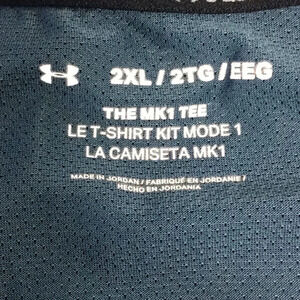 2XL / 2TG / EEG
THE MK1 TEE
LE T-SHIRT KIT MODE 1
LA CAMISETA MK1
MADE IN JORDAN / FABRIQUÉ EN JORDANIE /
HECHO EN JORDANIA